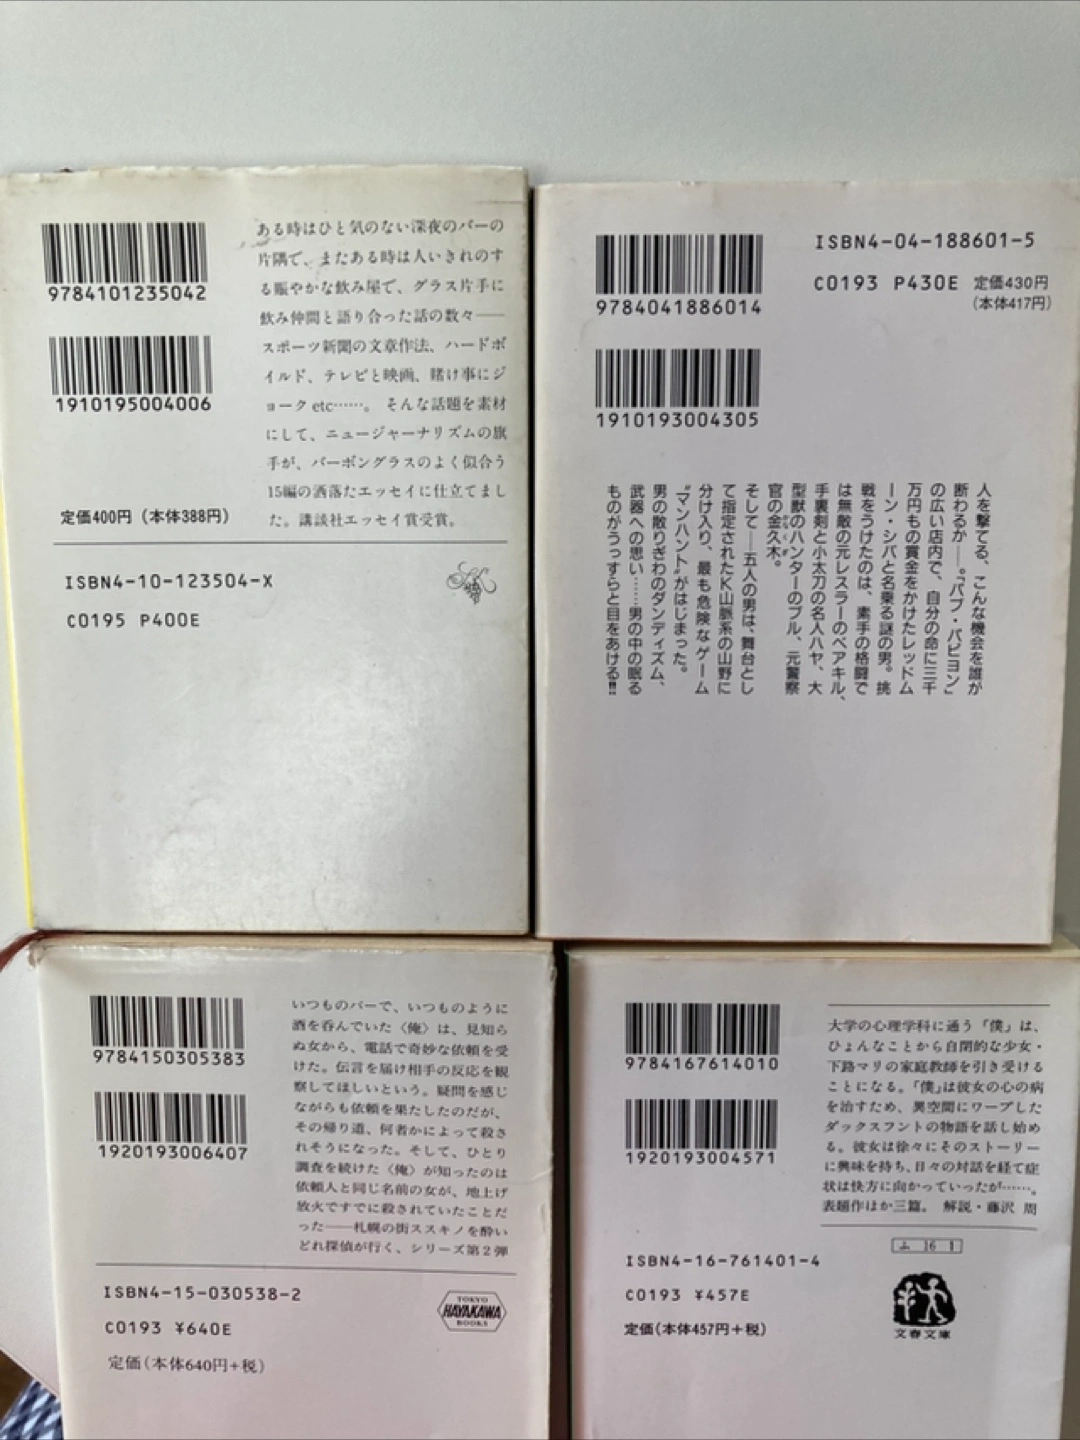 9784101235042
1910195004006
定価400円（本体388円）
ある時はひと気のない深夜のバーの
片隅で、またある時は人いきれのす
る賑やかな飲み屋で、グラス片手に
飲み仲間と語り合った話の数々――
スポーツ新聞の文章作法、ハードボ
イルド、テレビと映画、賭け事にジ
ョークetc……。そんな話題を素材
にして、ニュージャーナリズムの旗
手が、バーボングラスのよく似合う
15編の洒落たエッセイに仕立てまし
た。講談社エッセイ賞受賞。
ISBN4-10-123504-X
C0195 P400E
9784041886014
1910193004305
ISBN4-04-188601-5
C0193 P430E 定価430円
（本体417円）
人を撃てる、こんな機会を誰が
断わるか――。『パブ・パピヨン』
の広い店内で、自分の命に三千
万円もの賞金をかけたレッドム
ーン・シバと名乗る謎の男。挑
戦をうけたのは、素手の格闘で
は無敵の元レスラーのベアキル、
手裏剣と小太刀の名人ハヤ、大
型獣のハンターのブル、元警察
官の金久木。
そして――五人の男は、舞台とし
て指定されたK山脈系の山野に
分け入り、最も危険なゲーム
“マンハント”がはじまった。
男の散りぎわのダンディズム、
武器への思い……男の中の眠る
ものがうっすらと目をあける!!
9784150305383
1920193006407
いつものバーで、いつものように
酒を呑んでいた〈俺〉は、見知ら
ぬ女から、電話で奇妙な依頼を受
けた。伝言を届け相手の反応を観
察してほしいという。疑問を感じ
ながらも依頼を果たしたのだが、
その帰り道、何者かによって殺さ
れそうになった。そして、ひとり
調査を続けた〈俺〉が知ったのは
依頼人と同じ名前の女が、地上げ
放火ですでに殺されていたことだ
った――札幌の街ススキノを酔い
どれ探偵が行く、シリーズ第2弾
ISBN4-15-030538-2
C0193 ¥640E
定価（本体640円+税）
TOKYO
HAYAKAWA
BOOKS
9784167614010
1920193004571
大学の心理学科に通う「僕」は、
ひょんなことから自閉的な少女・
下路マリの家庭教師を引き受ける
ことになる。「僕」は彼女の心の病
を治すため、異空間にワープした
ダックスフントの物語を話し始め
る。彼女は徐々にそのストーリー
に興味を持ち、日々の対話を経て症
状は快方に向かっていったが……。
表題作ほか三篇。 解説・藤沢 周
ふ 16 1
ISBN4-16-761401-4
C0193 ¥457E
定価（本体457円+税）
文春文庫